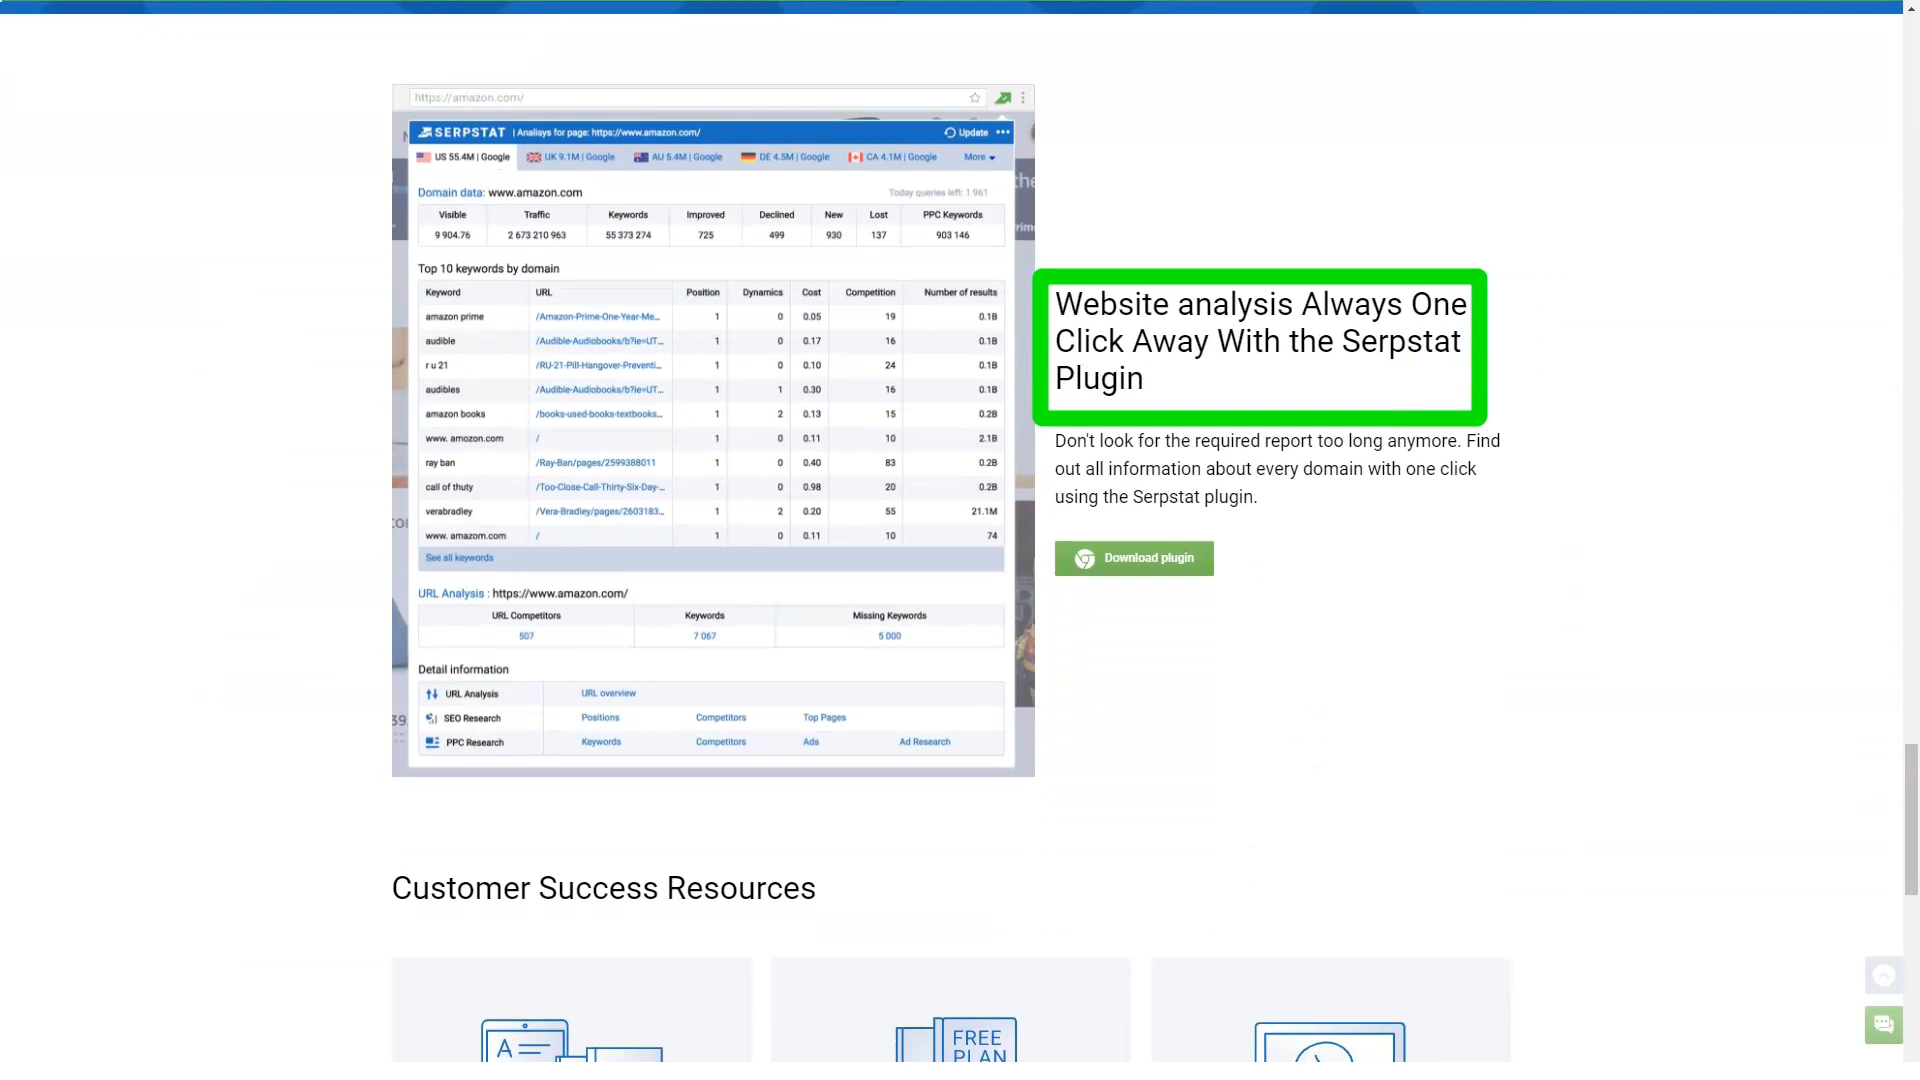 https://amazon.com/
SERPSTAT | Analisys for page: https://www.amazon.com/ Update
US 55.4M | Google UK 9.1M | Google AU 5.4M | Google DE 4.5M | Google CA 4.1M | Google More
Domain data: www.amazon.com Today queries left: 1 961
Visible Traffic Keywords Improved Declined New Lost PPC Keywords
9 904.76 2 673 210 963 55 373 274 725 499 930 137 903 146
Top 10 keywords by domain
Keyword URL Position Dynamics Cost Competition Number of results
amazon prime /Amazon-Prime-One-Year-Me... 1 0 0.05 19 0.1B
audible /Audible-Audiobooks/b?ie=UT... 1 0 0.17 16 0.1B
r u 21 /RU-21-Pill-Hangover-Preventi... 1 0 0.10 24 0.1B
audibles /Audible-Audiobooks/b?ie=UT... 1 1 0.30 16 0.1B
amazon books /books-used-books-textbooks... 1 2 0.13 15 0.2B
www. amozon.com / 1 0 0.11 10 2.1B
ray ban /Ray-Ban/pages/2599388011 1 0 0.40 83 0.2B
call of thuty /Too-Close-Call-Thirty-Six-Day-... 1 0 0.98 20 0.2B
verabradley /Vera-Bradley/pages/2603183... 1 2 0.20 55 21.1M
www. amazom.com / 1 0 0.11 10 74
See all keywords
URL Analysis : https://www.amazon.com/
URL Competitors Keywords Missing Keywords
507 7 067 5 000
Detail information
URL Analysis URL overview
SEO Research Positions Competitors Top Pages
PPC Research Keywords Competitors Ads Ad Research
Website analysis Always One
Click Away With the Serpstat
Plugin
Don't look for the required report too long anymore. Find
out all information about every domain with one click
using the Serpstat plugin.
Download plugin
Customer Success Resources
A
FREE
PLAN